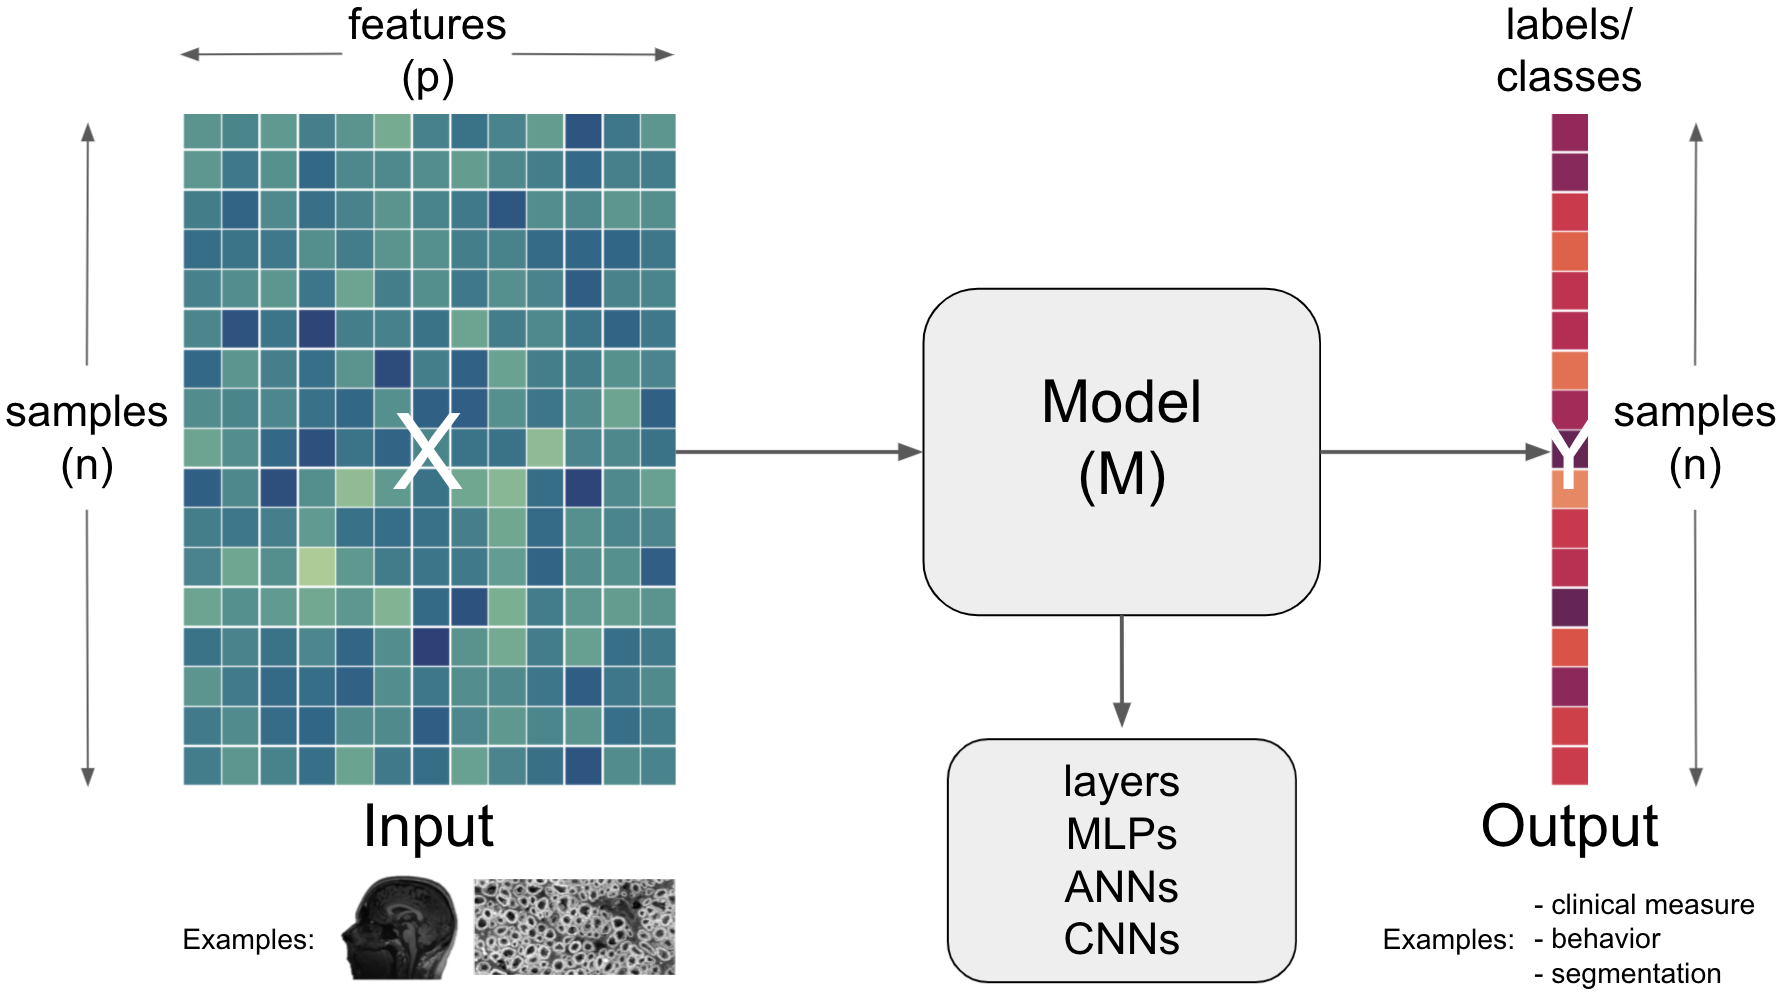 features
(p)
labels/
classes
samples
(n)
X
Model
(M)
Y
samples
(n)
layers
MLPs
ANNs
CNNs
Input
Output
Examples:
Examples:
- clinical measure
- behavior
- segmentation